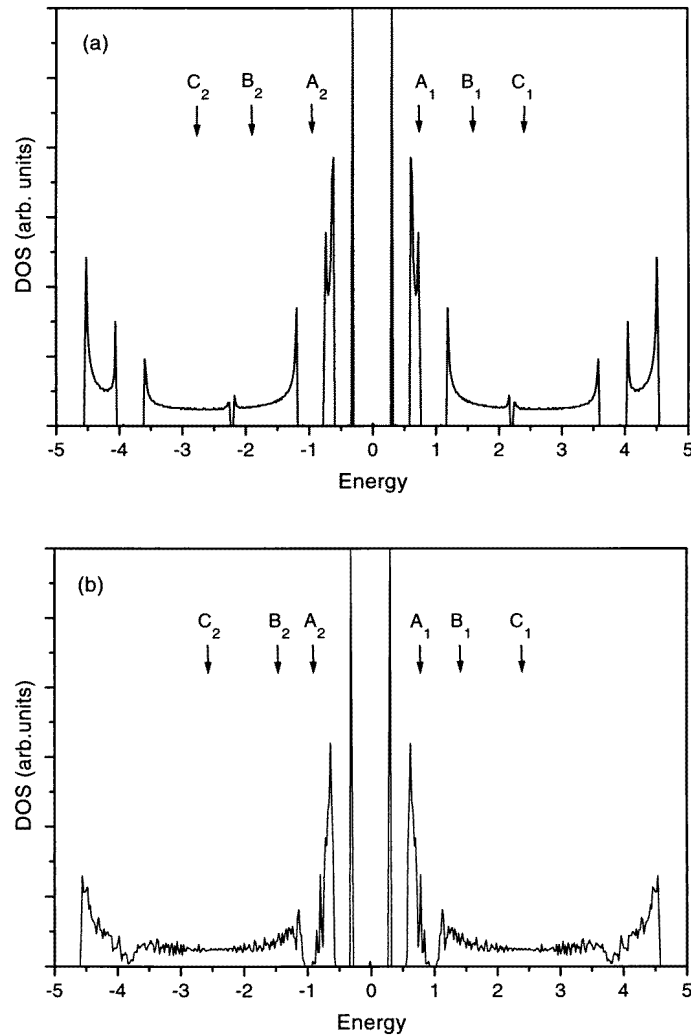 (a)
C₂ B₂ A₂ A₁ B₁ C₁
DOS (arb. units)
-5 -4 -3 -2 -1 0 1 2 3 4 5
Energy
(b)
C₂ B₂ A₂ A₁ B₁ C₁
DOS (arb.units)
-5 -4 -3 -2 -1 0 1 2 3 4 5
Energy